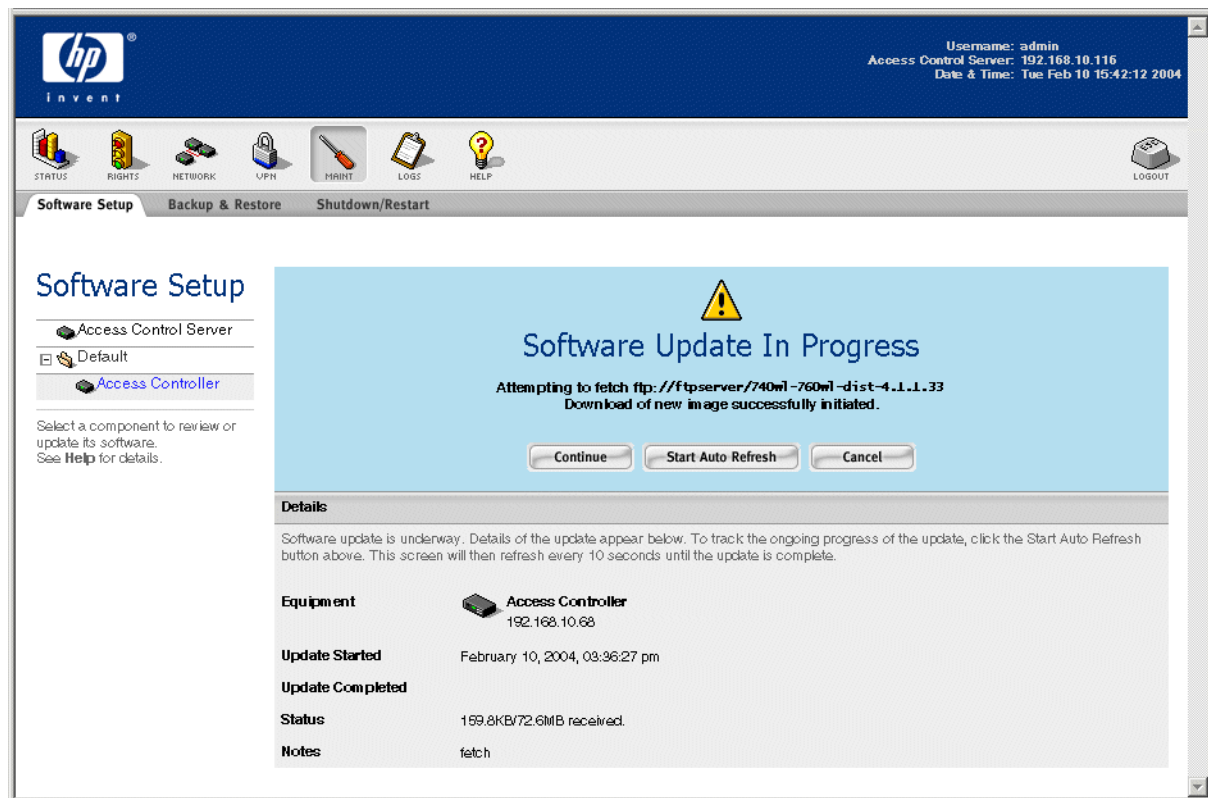 hp ®
invent
Username: admin
Access Control Server: 192.168.10.116
Date & Time: Tue Feb 10 15:42:12 2004
STATUS RIGHTS NETWORK VPN MAINT LOGS HELP LOGOUT
Software Setup Backup & Restore Shutdown/Restart
Software Setup
Access Control Server
Default
Access Controller
Select a component to review or
update its software.
See Help for details.
Software Update In Progress
Attempting to fetch ftp://ftpserver/740wl-760wl-dist-4.1.1.33
Download of new image successfully initiated.
Continue Start Auto Refresh Cancel
Details
Software update is underway. Details of the update appear below. To track the ongoing progress of the update, click the Start Auto Refresh
button above. This screen will then refresh every 10 seconds until the update is complete.
Equipment Access Controller
192.168.10.68
Update Started February 10, 2004, 03:36:27 pm
Update Completed
Status 159.8KB/72.6MB received.
Notes fetch